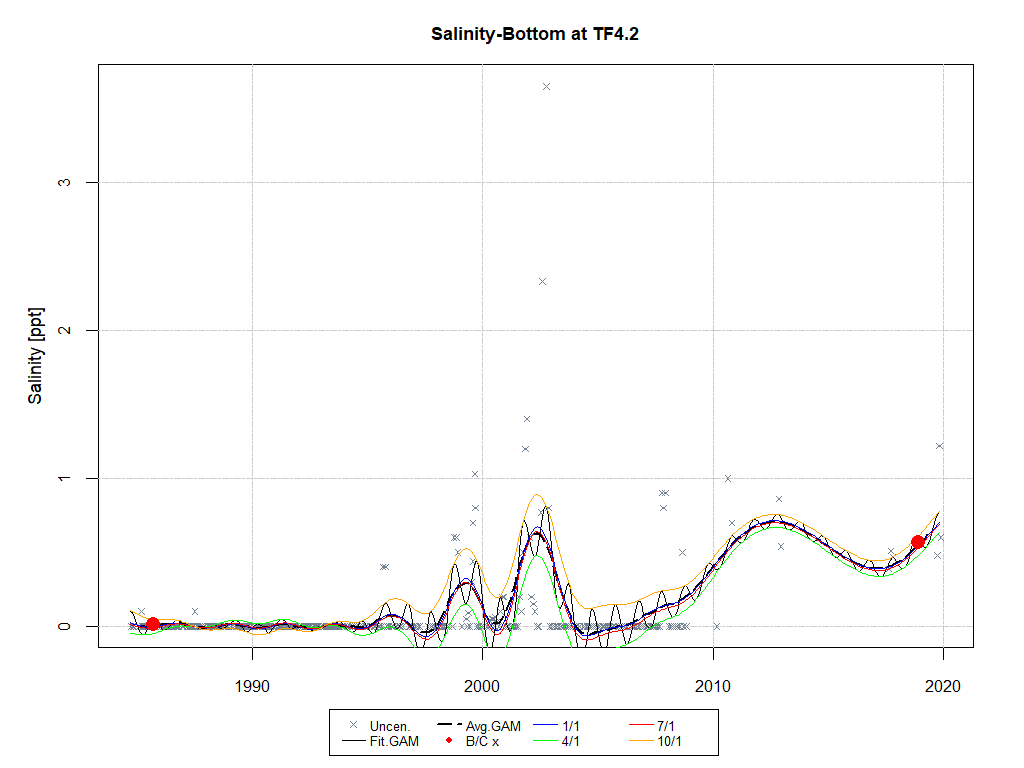 Salinity-Bottom at TF4.2
Salinity [ppt]
3
2
1
0
1990 2000 2010 2020
Uncen. Avg.GAM 1/1 7/1
Fit.GAM B/C x 4/1 10/1